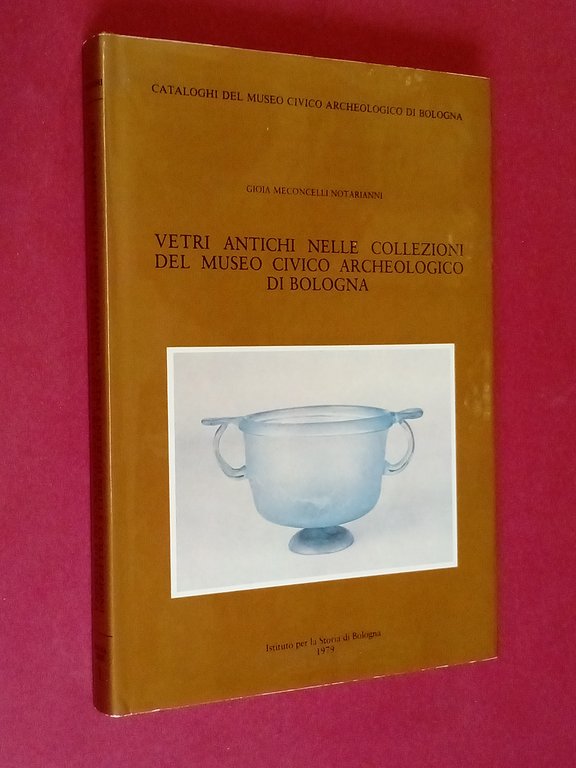 CATALOGHI DEL MUSEO CIVICO ARCHEOLOGICO DI BOLOGNA
GIOIA MECONCELLI NOTARIANNI
VETRI ANTICHI NELLE COLLEZIONI
DEL MUSEO CIVICO ARCHEOLOGICO
DI BOLOGNA
Istituto per la Storia di Bologna
1979